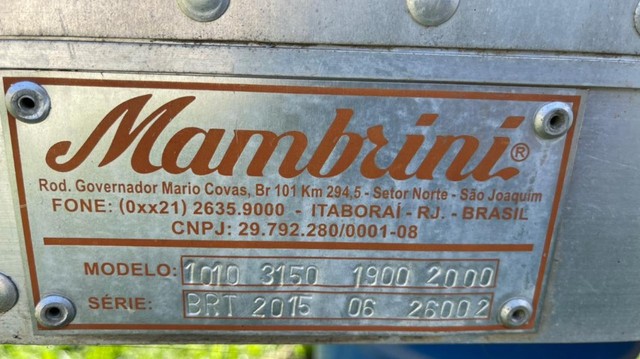 Mambrini®
Rod. Governador Mario Covas, Br 101 Km 294,5 - Setor Norte - São Joaquim
FONE: (0xx21) 2635.9000 - ITABORAÍ - RJ. - BRASIL
CNPJ: 29.792.280/0001-08
MODELO: 1010 3150 1900 2000
SÉRIE: BRT 2015 06 26002